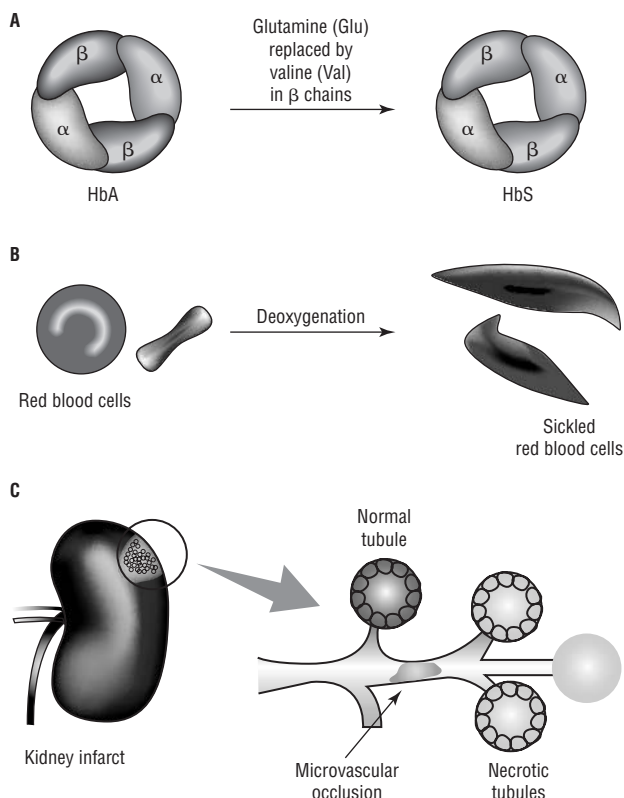 A
Glutamine (Glu)
replaced by
valine (Val)
in β chains
β
α
α
β
HbA
β
α
α
β
HbS
B
Deoxygenation
Red blood cells
Sickled
red blood cells
C
Normal
tubule
Kidney infarct
Microvascular
occlusion
Necrotic
tubules